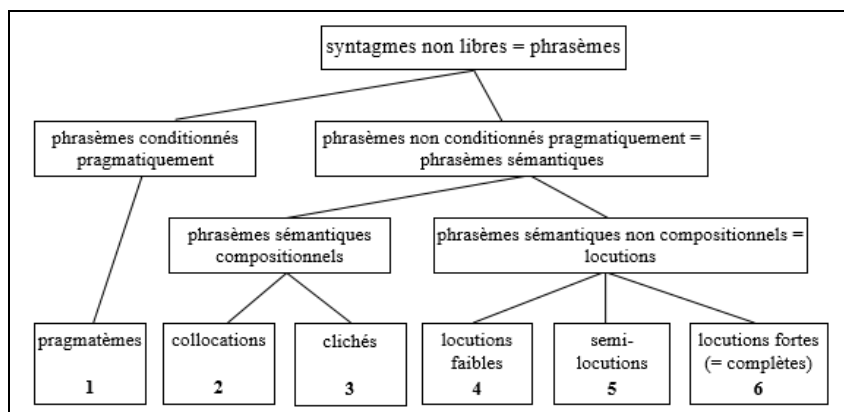 syntagmes non libres = phrasèmes
phrasèmes conditionnés
pragmatiquement
phrasèmes non conditionnés pragmatiquement =
phrasèmes sémantiques
phrasèmes sémantiques
compositionnels
phrasèmes sémantiques non compositionnels =
locutions
pragmatèmes
1
collocations
2
clichés
3
locutions
faibles
4
semi-
locutions
5
locutions fortes
(= complètes)
6